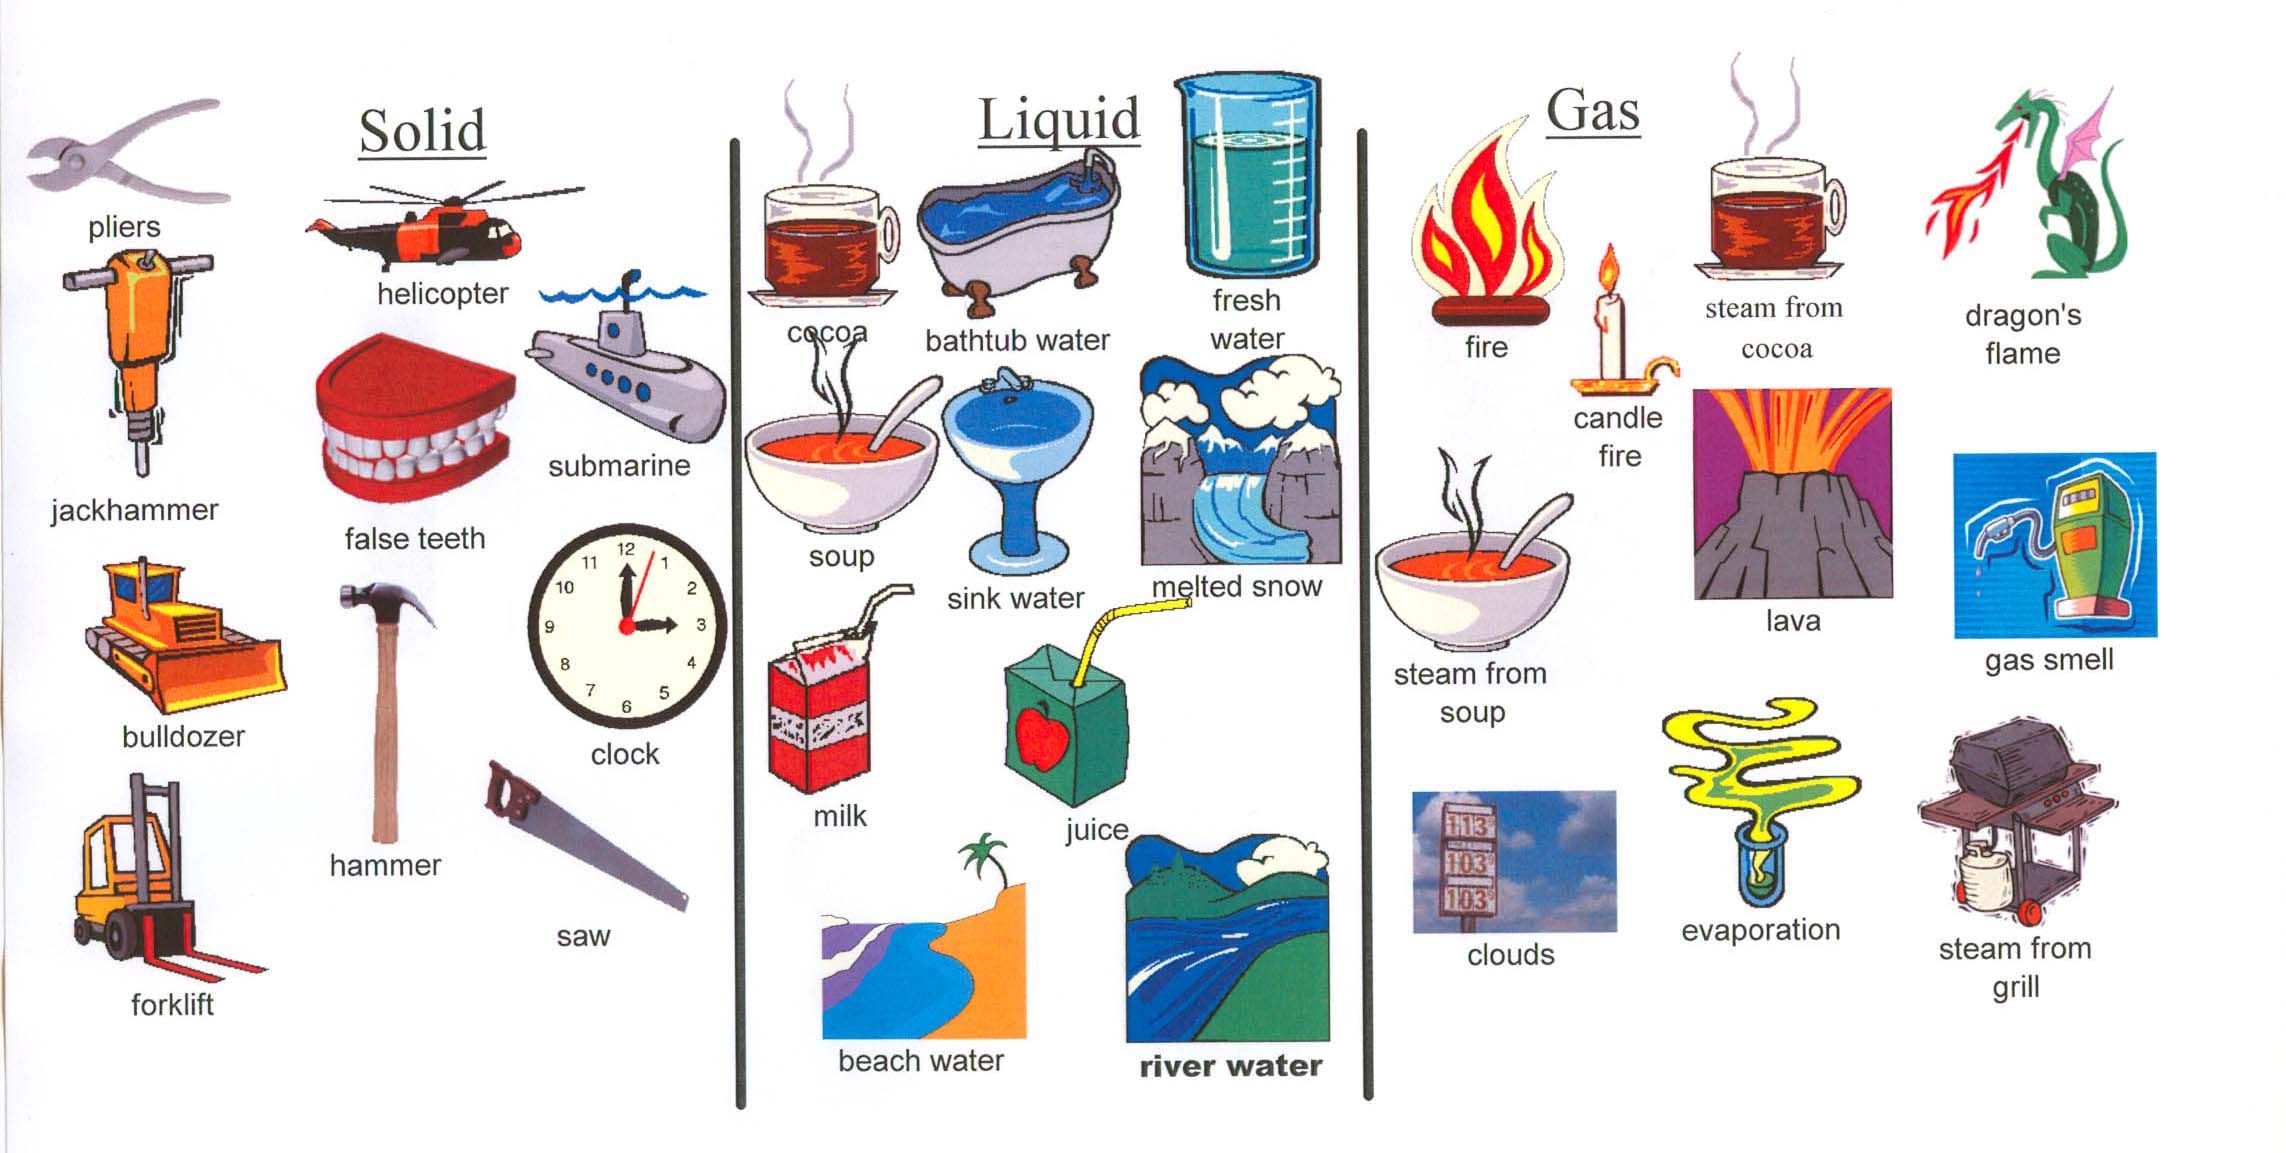 Solid
pliers
helicopter
jackhammer
false teeth
submarine
bulldozer
hammer
12
1
2
3
4
5
6
7
8
9
10
11
clock
forklift
saw
Liquid
cocoa
bathtub water
fresh
water
soup
sink water
melted snow
milk
juice
beach water
river water
Gas
fire
candle
fire
steam from
cocoa
dragon's
flame
steam from
soup
lava
gas smell
113⁹
103⁹
103⁹
clouds
evaporation
steam from
grill